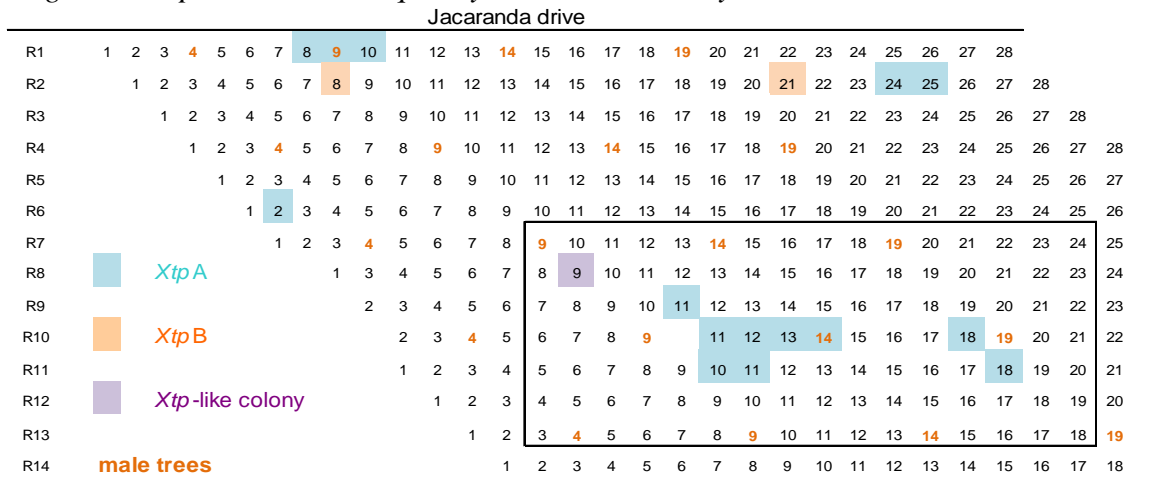 Jacaranda drive
R1 1 2 3 4 5 6 7 8 9 10 11 12 13 14 15 16 17 18 19 20 21 22 23 24 25 26 27 28
R2 1 2 3 4 5 6 7 8 9 10 11 12 13 14 15 16 17 18 19 20 21 22 23 24 25 26 27 28
R3 1 2 3 4 5 6 7 8 9 10 11 12 13 14 15 16 17 18 19 20 21 22 23 24 25 26 27 28
R4 1 2 3 4 5 6 7 8 9 10 11 12 13 14 15 16 17 18 19 20 21 22 23 24 25 26 27 28
R5 1 2 3 4 5 6 7 8 9 10 11 12 13 14 15 16 17 18 19 20 21 22 23 24 25 26 27
R6 1 2 3 4 5 6 7 8 9 10 11 12 13 14 15 16 17 18 19 20 21 22 23 24 25 26
R7 1 2 3 4 5 6 7 8 9 10 11 12 13 14 15 16 17 18 19 20 21 22 23 24 25
R8 Xtp A 1 3 4 5 6 7 8 9 10 11 12 13 14 15 16 17 18 19 20 21 22 23 24
R9 2 3 4 5 6 7 8 9 10 11 12 13 14 15 16 17 18 19 20 21 22 23
R10 Xtp B 2 3 4 5 6 7 8 9 11 12 13 14 15 16 17 18 19 20 21 22
R11 1 2 3 4 5 6 7 8 9 10 11 12 13 14 15 16 17 18 19 20 21
R12 Xtp-like colony 1 2 3 4 5 6 7 8 9 10 11 12 13 14 15 16 17 18 19 20
R13 1 2 3 4 5 6 7 8 9 10 11 12 13 14 15 16 17 18 19
R14 male trees 1 2 3 4 5 6 7 8 9 10 11 12 13 14 15 16 17 18